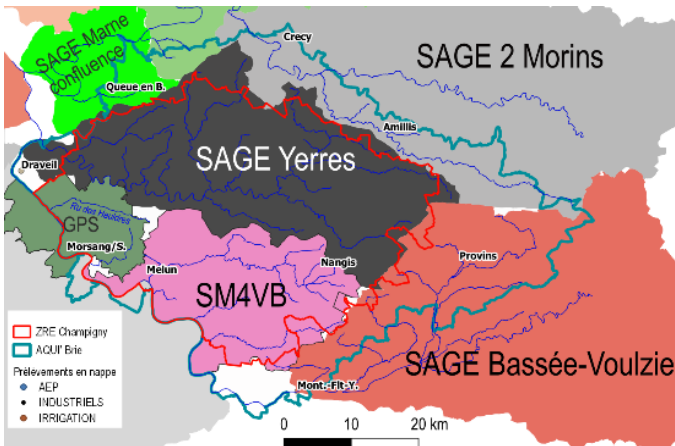 Crecy
SAGE Marne
confluence
SAGE 2 Morins
Queue en B.
Amillis
Draveil
SAGE Yerres
Ru des Hauldres
GPS
Morsang/S.
Provins
Nangis
Melun
SM4VB
ZRE Champigny
AQUI' Brie
Prélèvements en nappe
AEP
INDUSTRIELS
IRRIGATION
SAGE Bassée-Voulzie
Mont.-Flt-Y.
0 10 20 km